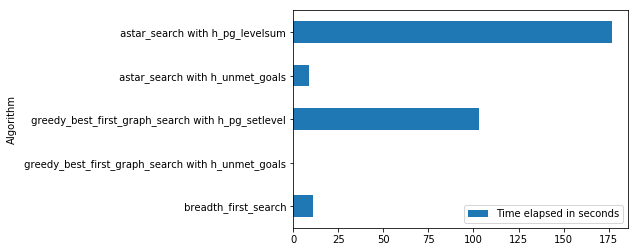 astar_search with h_pg_levelsum
astar_search with h_unmet_goals
greedy_best_first_graph_search with h_pg_setlevel
greedy_best_first_graph_search with h_unmet_goals
breadth_first_search
Algorithm
Time elapsed in seconds
0 25 50 75 100 125 150 175